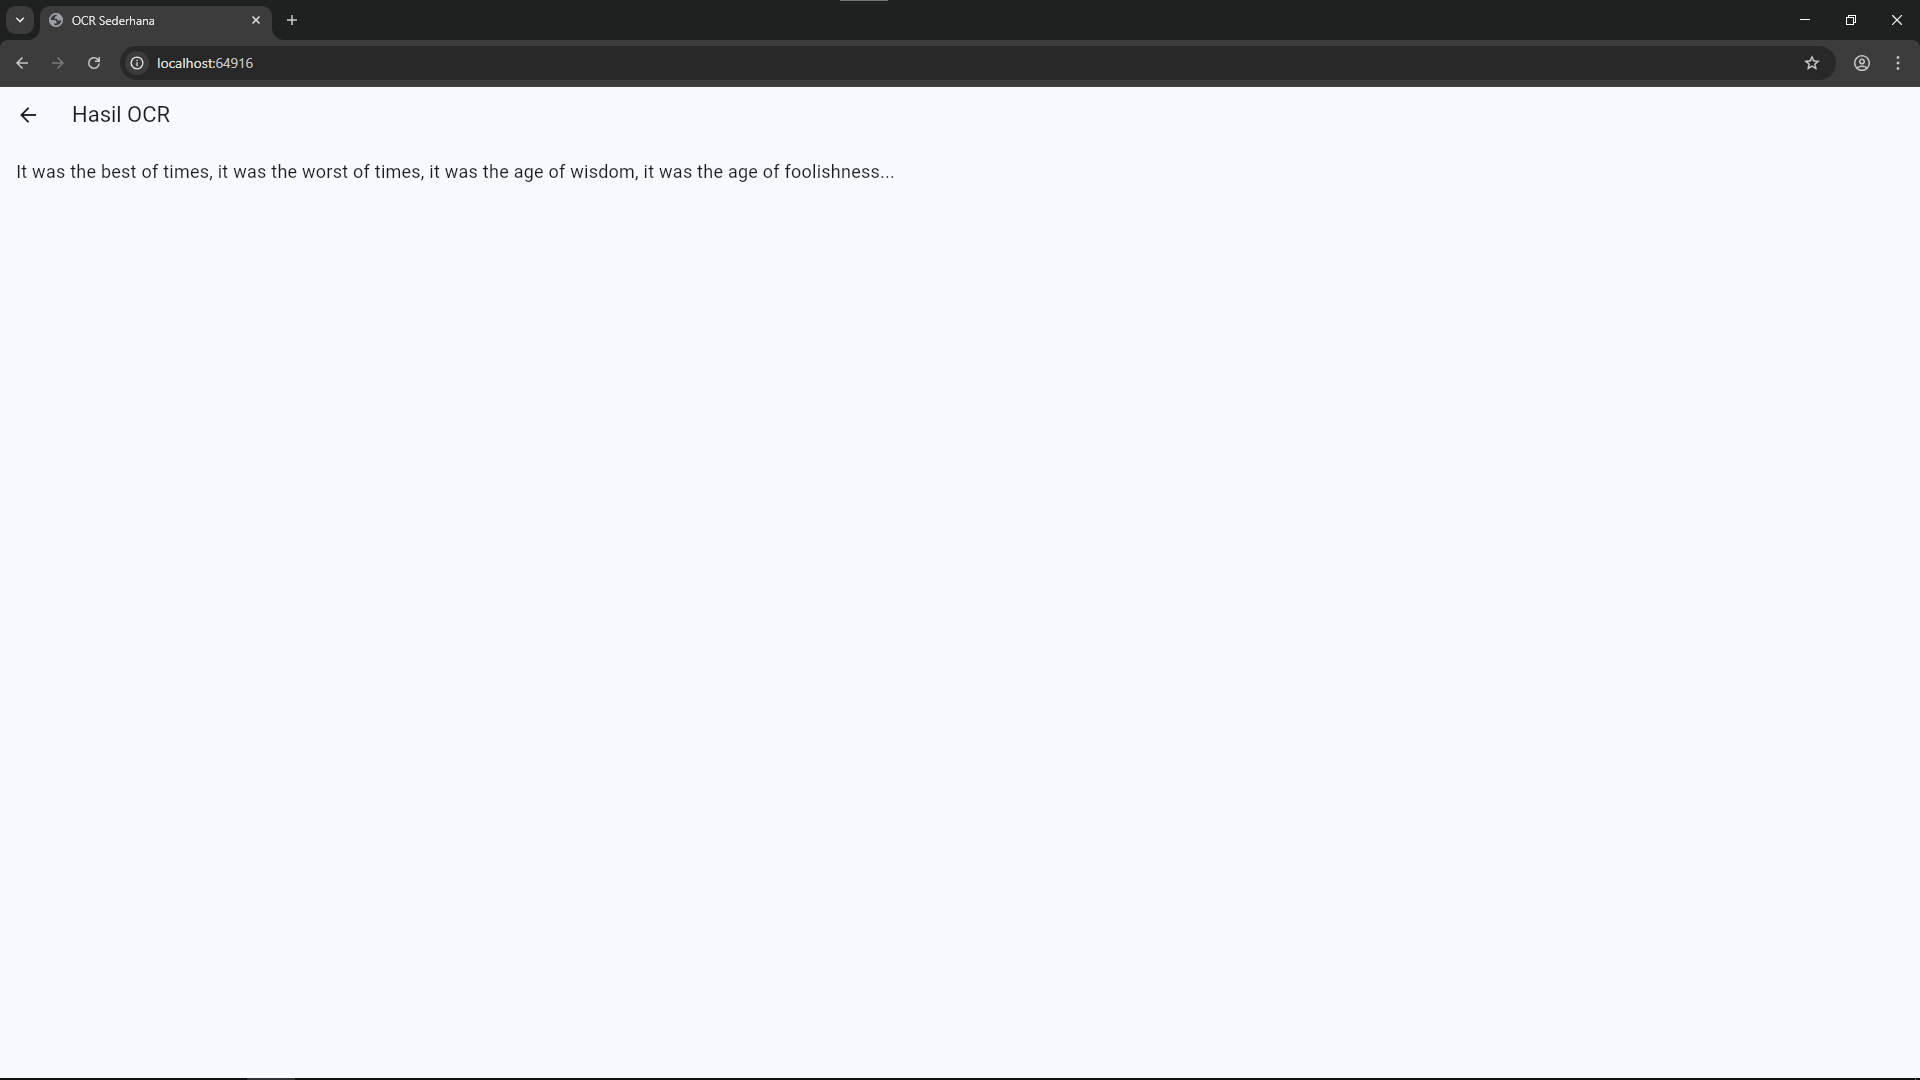 OCR Sederhana
localhost:64916
Hasil OCR
It was the best of times, it was the worst of times, it was the age of wisdom, it was the age of foolishness...